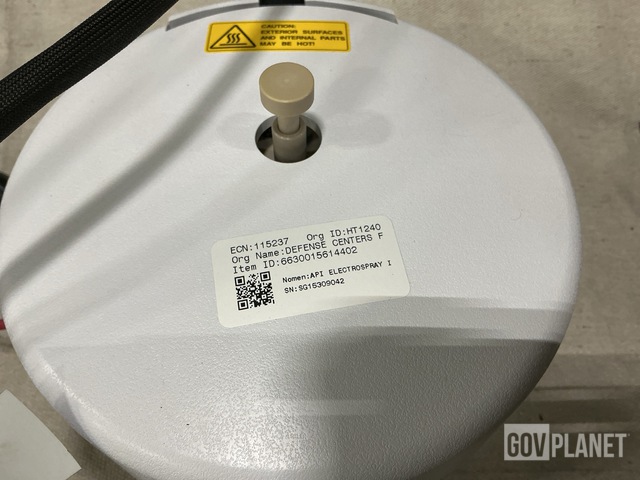 CAUTION:
EXTERIOR SURFACES
AND INTERNAL PARTS
MAY BE HOT!
ECN:115237 Org ID:HT1240
Org Name:DEFENSE CENTERS F
Item ID:6630015614402
Nomen:API ELECTROSPRAY I
SN:SG15309042
GOVPLANET